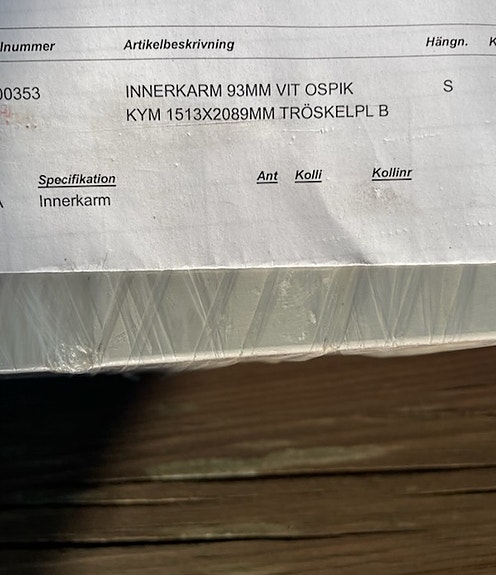 lnummer Artikelbeskrivning Hängn. K
00353 INNERKARM 93MM VIT OSPIK S
KYM 1513X2089MM TRÖSKELPL B
Specifikation Ant Kolli Kollinr
Innerkarm